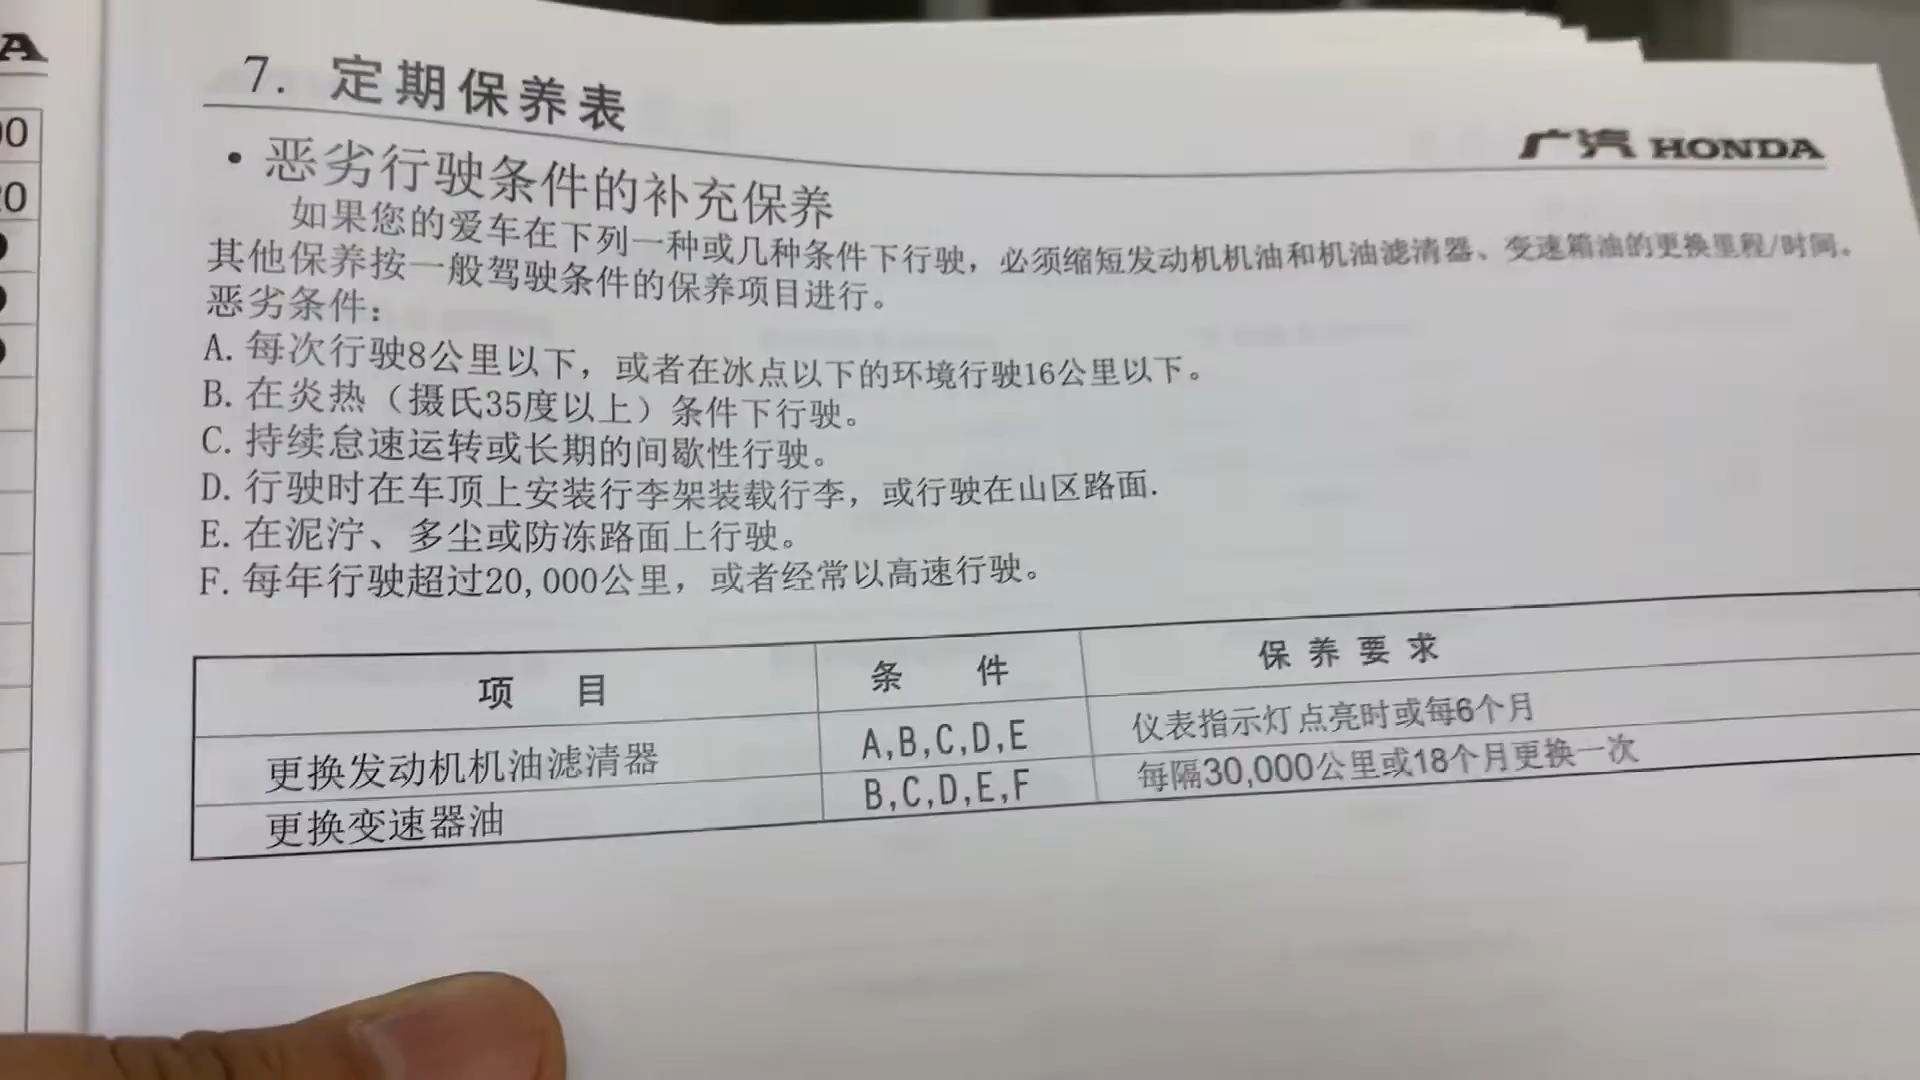 A
00
20
7. 定期保养表
广汽 HONDA
·恶劣行驶条件的补充保养
如果您的爱车在下列一种或几种条件下行驶，必须缩短发动机机油和机油滤清器、变速箱油的更换里程/时间。
其他保养按一般驾驶条件的保养项目进行。
恶劣条件：
A. 每次行驶8公里以下，或者在冰点以下的环境行驶16公里以下。
B. 在炎热（摄氏35度以上）条件下行驶。
C. 持续怠速运转或长期的间歇性行驶。
D. 行驶时在车顶上安装行李架装载行李，或行驶在山区路面.
E. 在泥泞、多尘或防冻路面上行驶。
F. 每年行驶超过20,000公里，或者经常以高速行驶。
项 目 条 件 保 养 要 求
更换发动机机油滤清器 A,B,C,D,E 仪表指示灯点亮时或每6个月
更换变速器油 B,C,D,E,F 每隔30,000公里或18个月更换一次